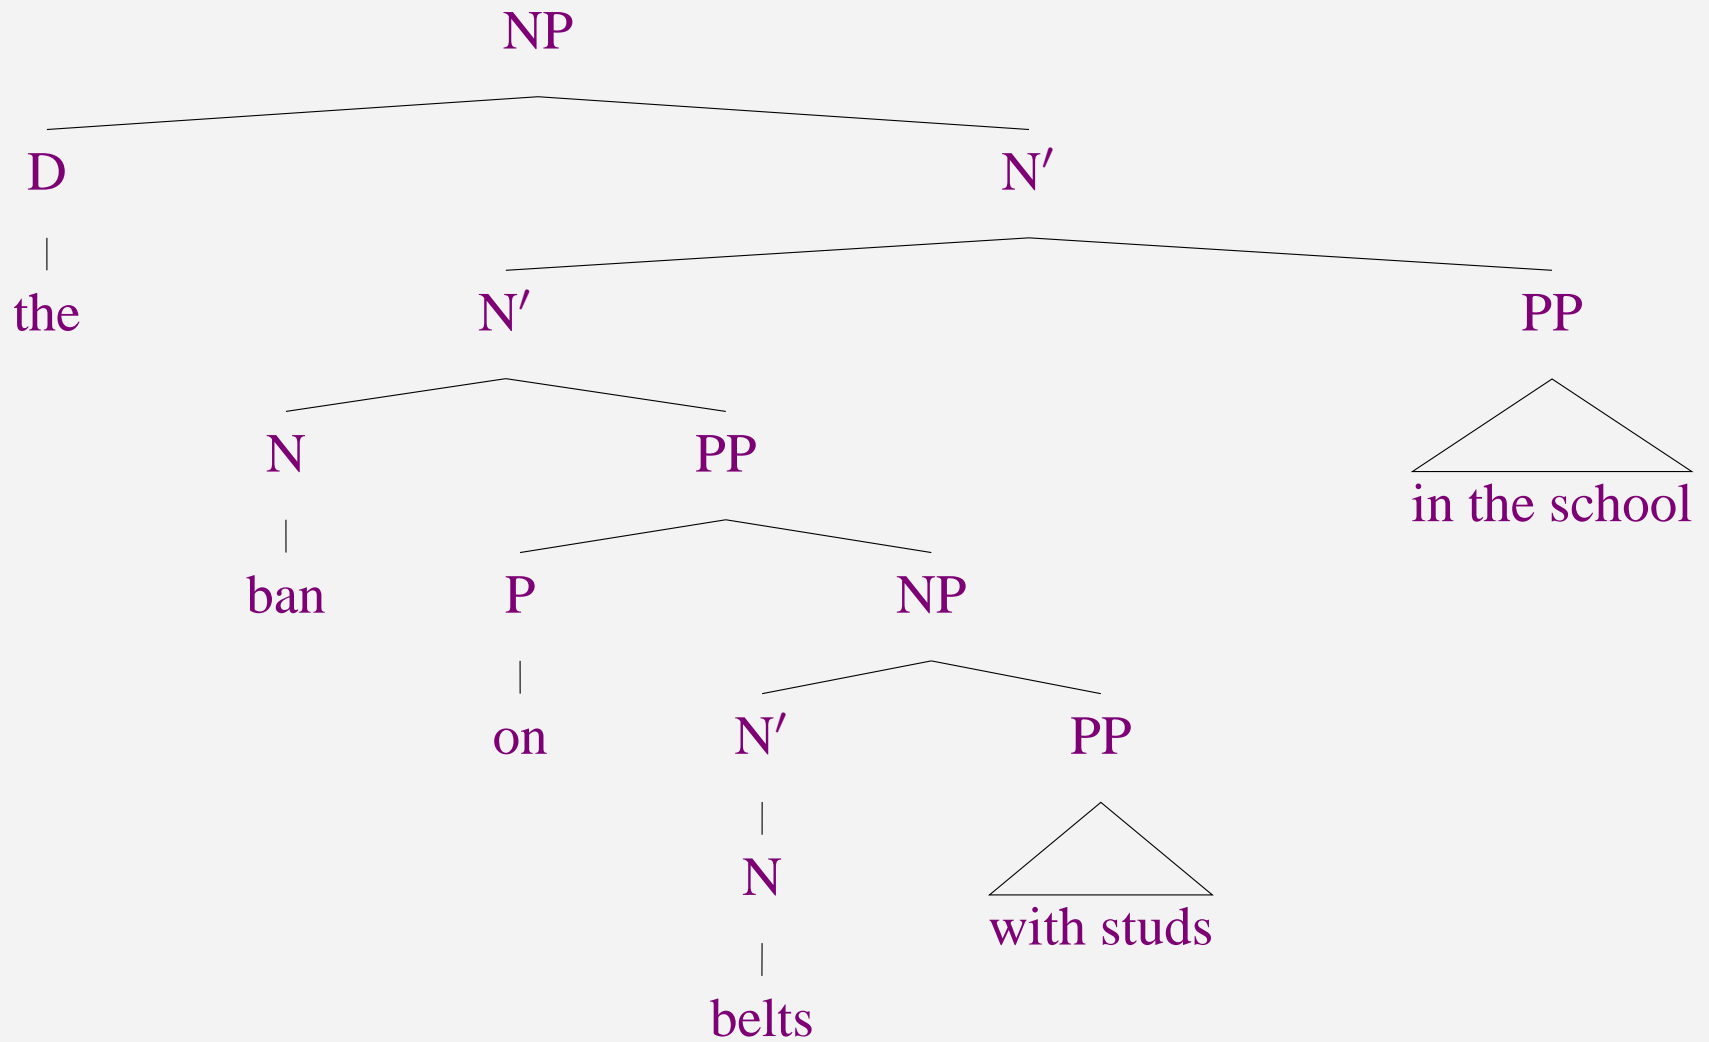 NP
D N′
the N′ PP
N PP in the school
ban P NP
on N′ PP
N with studs
belts